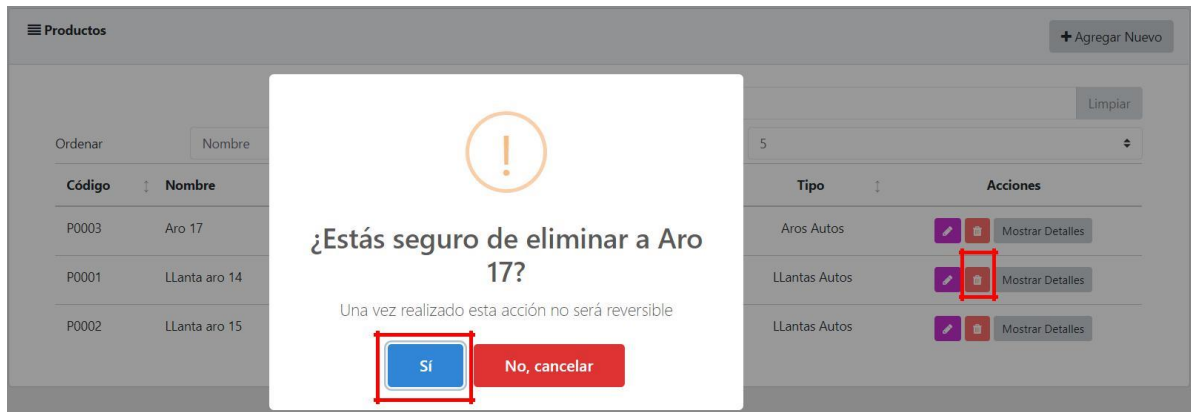 Productos
Agregar Nuevo
Limpiar
Ordenar
Nombre
5
Código
Nombre
Tipo
Acciones
P0003
Aro 17
Aros Autos
Mostrar Detalles
P0001
LLanta aro 14
LLantas Autos
Mostrar Detalles
P0002
LLanta aro 15
LLantas Autos
Mostrar Detalles
!
¿Estás seguro de eliminar a Aro
17?
Una vez realizado esta acción no será reversible
Sí
No, cancelar